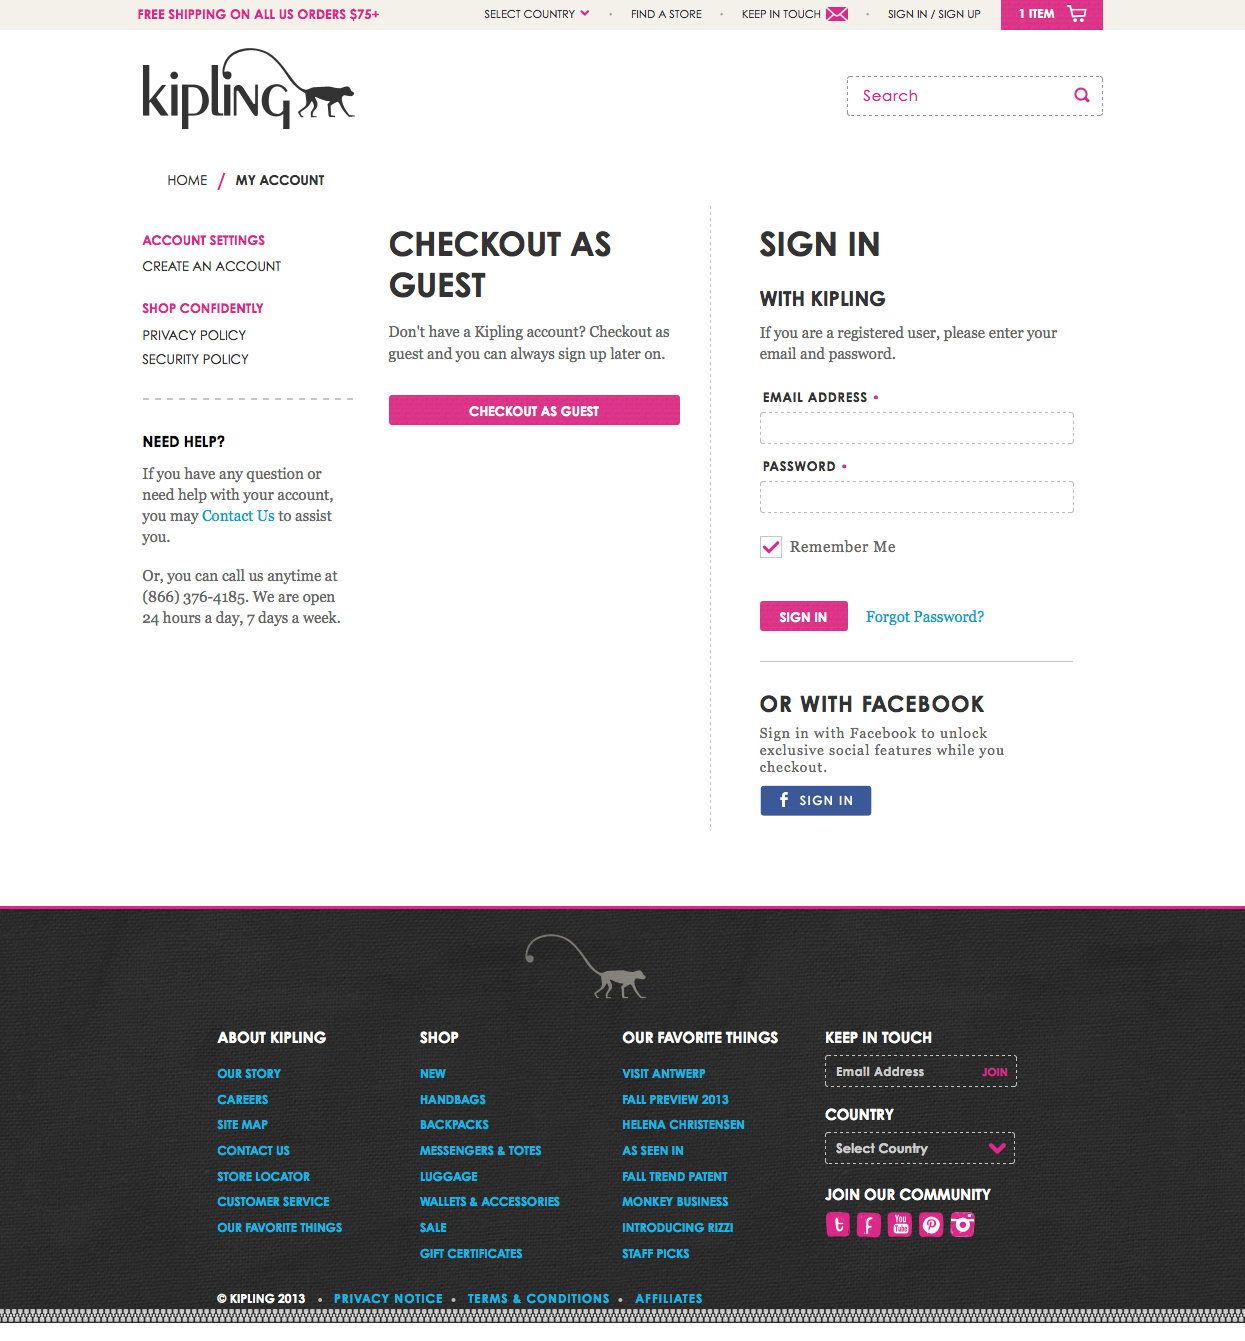 FREE SHIPPING ON ALL US ORDERS $75+
SELECT COUNTRY
FIND A STORE
KEEP IN TOUCH
SIGN IN / SIGN UP
1 ITEM
kipling
Search
HOME / MY ACCOUNT
ACCOUNT SETTINGS
CREATE AN ACCOUNT
SHOP CONFIDENTLY
PRIVACY POLICY
SECURITY POLICY
NEED HELP?
If you have any question or
need help with your account,
you may Contact Us to assist
you.
Or, you can call us anytime at
(866) 376-4185. We are open
24 hours a day, 7 days a week.
CHECKOUT AS
GUEST
Don't have a Kipling account? Checkout as
guest and you can always sign up later on.
CHECKOUT AS GUEST
SIGN IN
WITH KIPLING
If you are a registered user, please enter your
email and password.
EMAIL ADDRESS •
PASSWORD •
Remember Me
SIGN IN
Forgot Password?
OR WITH FACEBOOK
Sign in with Facebook to unlock
exclusive social features while you
checkout.
f SIGN IN
ABOUT KIPLING
OUR STORY
CAREERS
SITE MAP
CONTACT US
STORE LOCATOR
CUSTOMER SERVICE
OUR FAVORITE THINGS
SHOP
NEW
HANDBAGS
BACKPACKS
MESSENGERS & TOTES
LUGGAGE
WALLETS & ACCESSORIES
SALE
GIFT CERTIFICATES
OUR FAVORITE THINGS
VISIT ANTWERP
FALL PREVIEW 2013
HELENA CHRISTENSEN
AS SEEN IN
FALL TREND PATENT
MONKEY BUSINESS
INTRODUCING RIZZI
STAFF PICKS
KEEP IN TOUCH
Email Address JOIN
COUNTRY
Select Country
JOIN OUR COMMUNITY
t f You Tube P
© KIPLING 2013 • PRIVACY NOTICE • TERMS & CONDITIONS • AFFILIATES